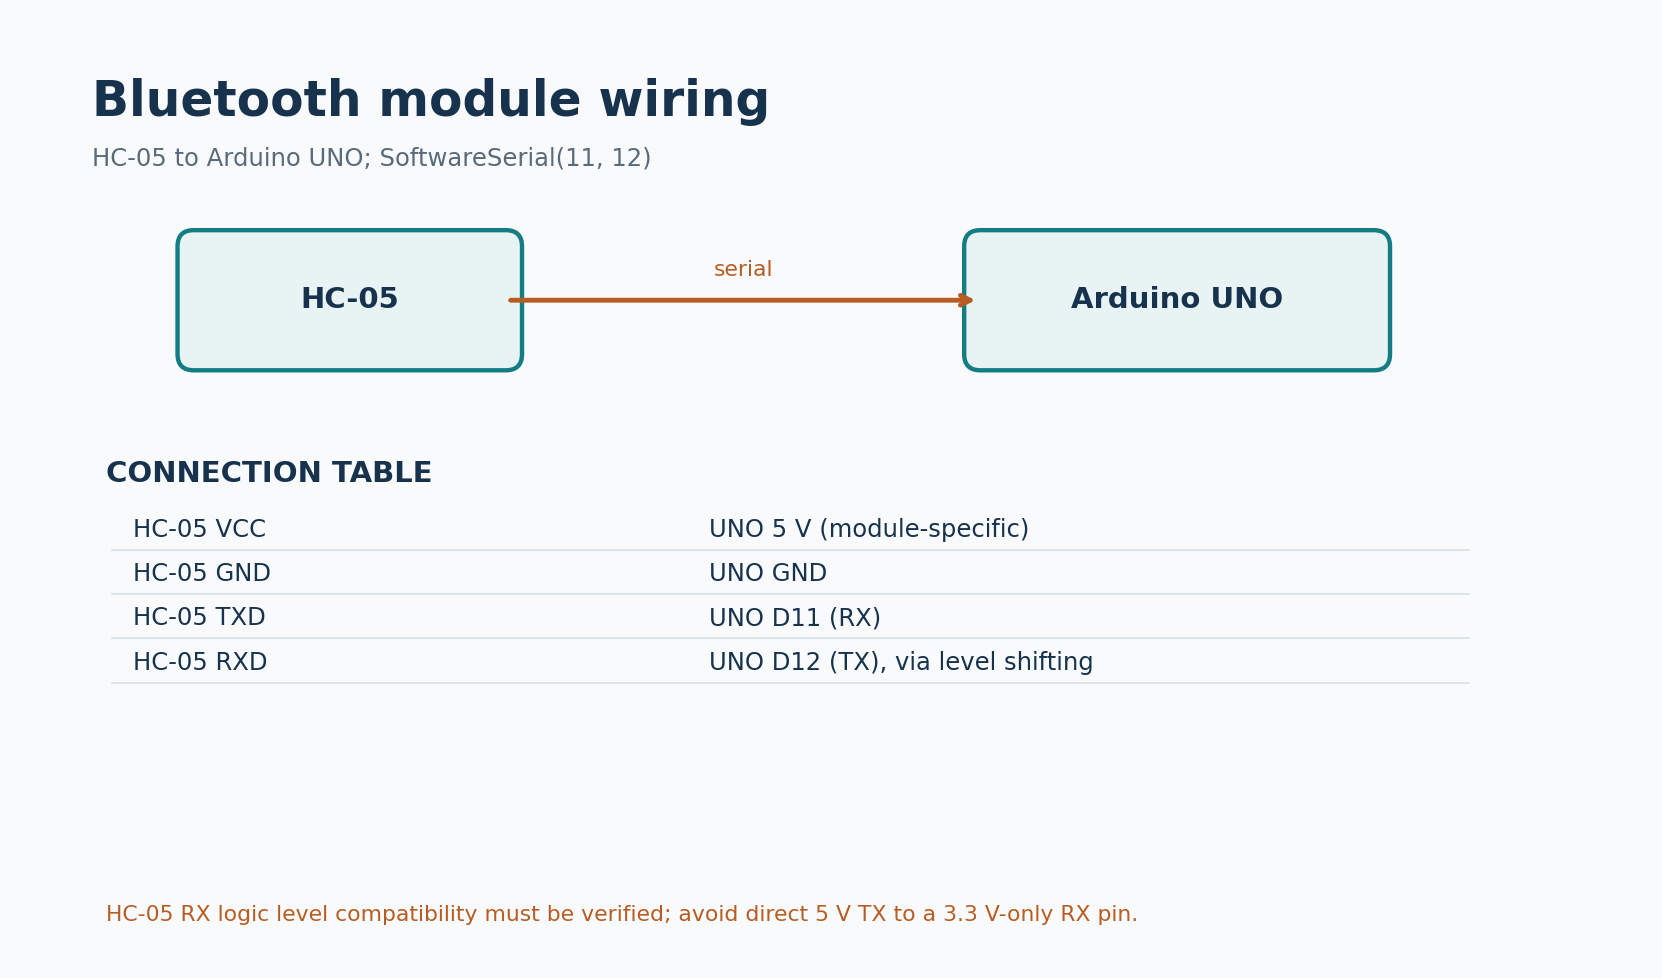 Bluetooth module wiring
HC-05 to Arduino UNO; SoftwareSerial(11, 12)
serial
HC-05
Arduino UNO
CONNECTION TABLE
HC-05 VCC UNO 5 V (module-specific)
HC-05 GND UNO GND
HC-05 TXD UNO D11 (RX)
HC-05 RXD UNO D12 (TX), via level shifting
HC-05 RX logic level compatibility must be verified; avoid direct 5 V TX to a 3.3 V-only RX pin.